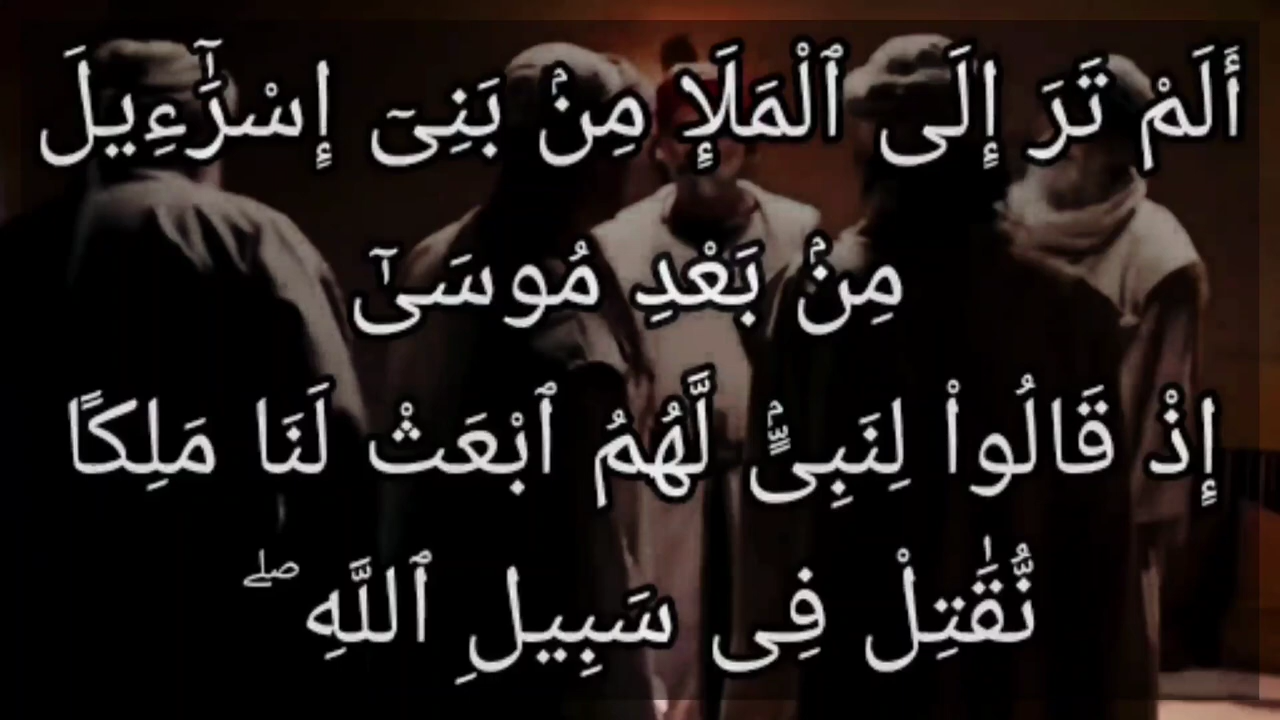 أَلَمْ تَرَ إِلَى ٱلْمَلَإِ مِنۢ بَنِىٓ إِسْرَٰٓءِيلَ
مِنۢ بَعْدِ مُوسَىٰٓ
إِذْ قَالُوا۟ لِنَبِىٍّۢ لَّهُمُ ٱبْعَثْ لَنَا مَلِكًا
نُّقَٰتِلْ فِى سَبِيلِ ٱللَّهِ ۖ